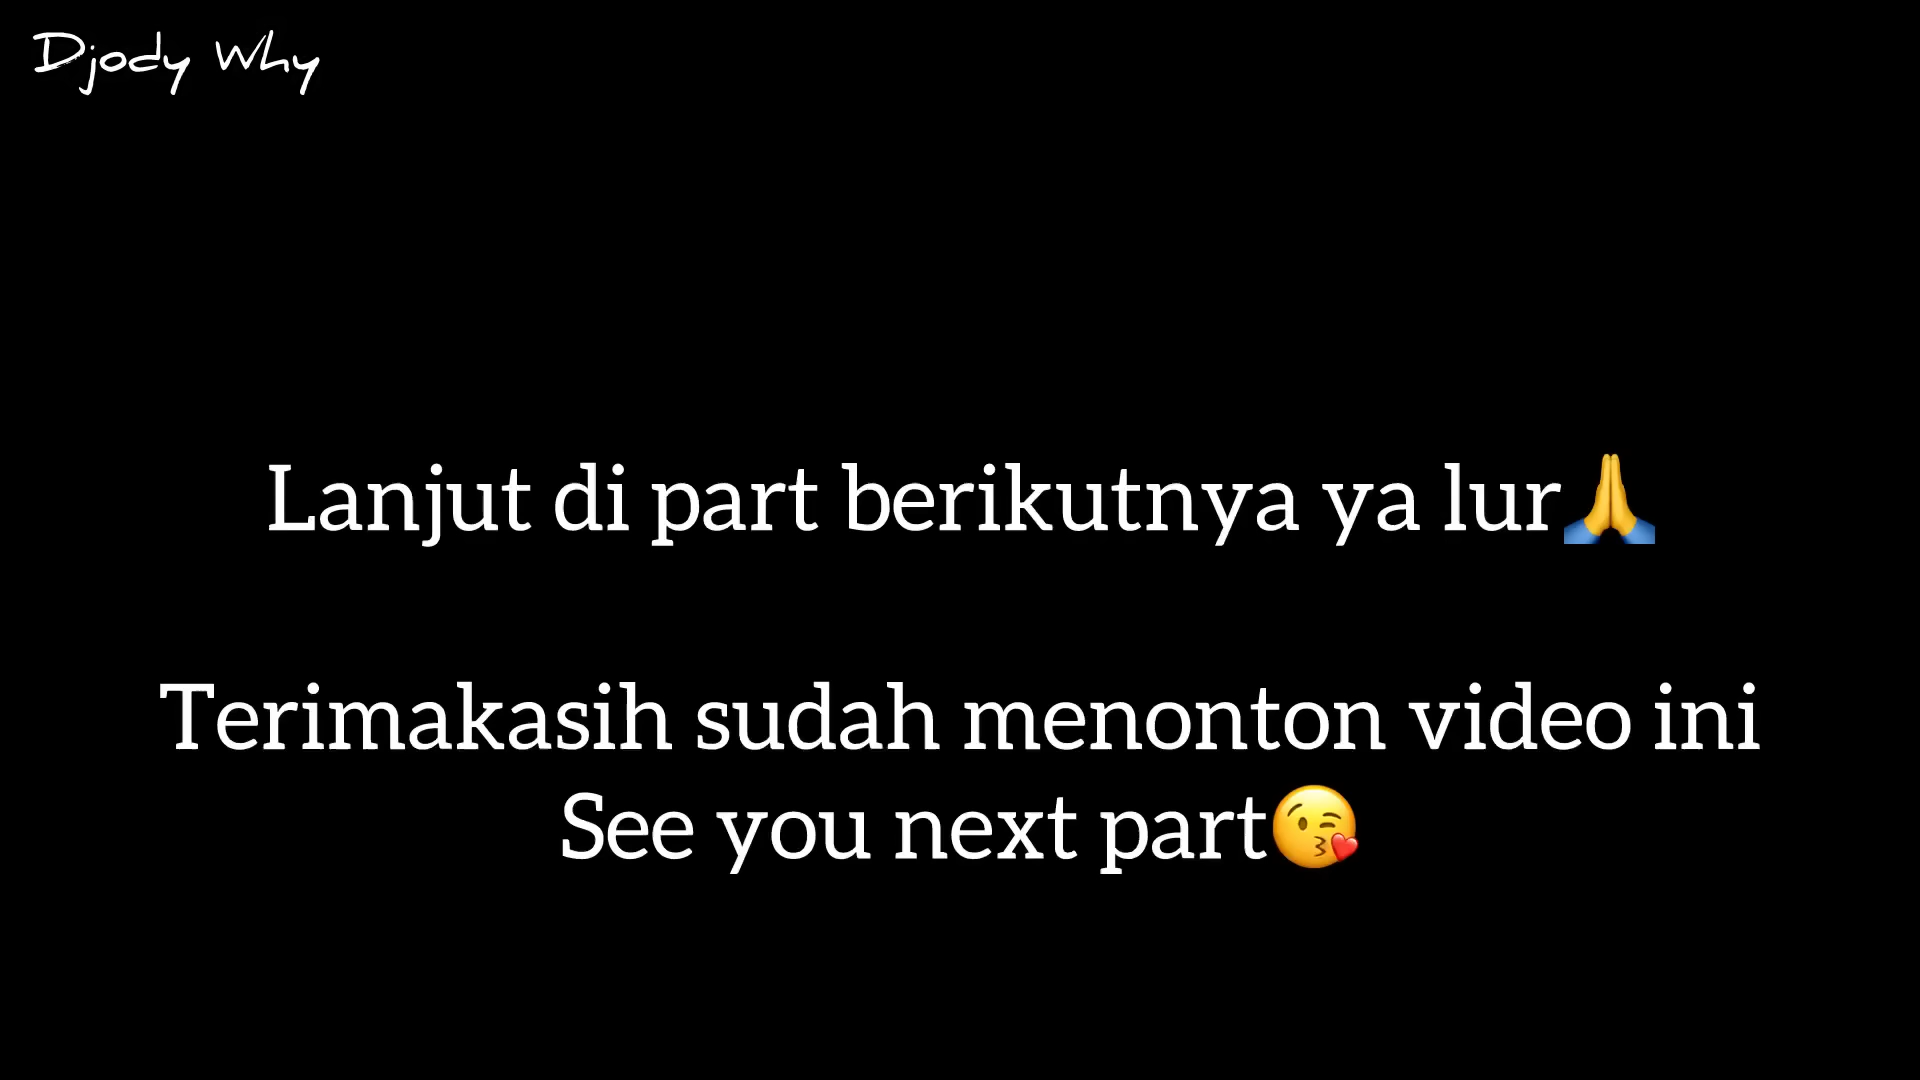 Djody Why
Lanjut di part berikutnya ya lur🙏
Terimakasih sudah menonton video ini
See you next part😘